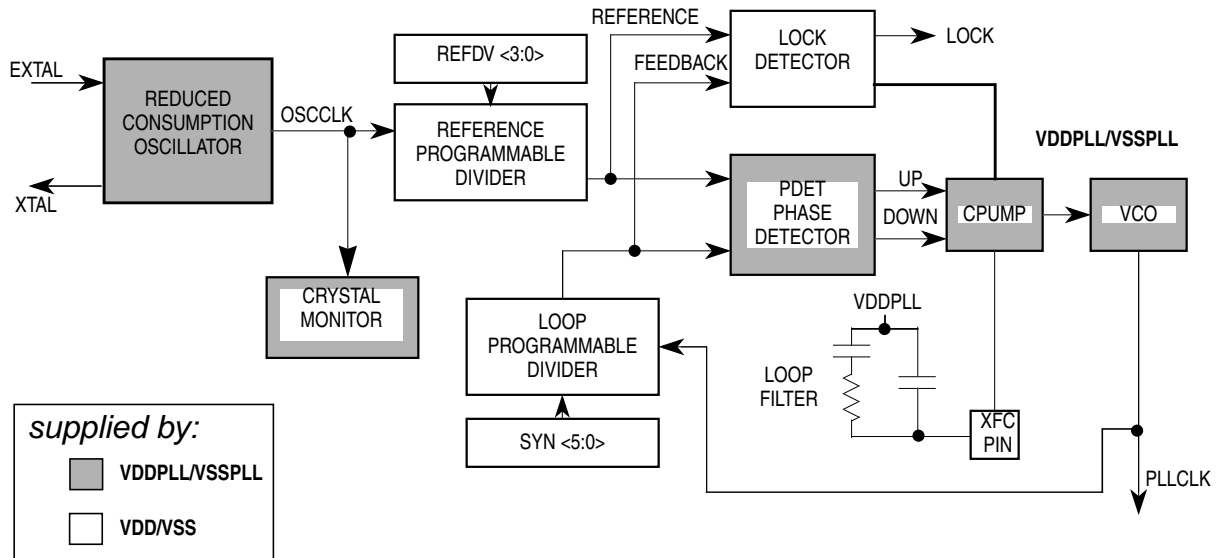 REFERENCE
LOCK
DETECTOR
LOCK
REFDV <3:0>
FEEDBACK
EXTAL
REDUCED
CONSUMPTION
OSCILLATOR
OSCCLK
REFERENCE
PROGRAMMABLE
DIVIDER
VDDPLL/VSSPLL
XTAL
PDET
PHASE
DETECTOR
UP
DOWN
CPUMP
VCO
CRYSTAL
MONITOR
LOOP
PROGRAMMABLE
DIVIDER
VDDPLL
LOOP
FILTER
XFC
PIN
SYN <5:0>
PLLCLK
supplied by:
VDDPLL/VSSPLL
VDD/VSS